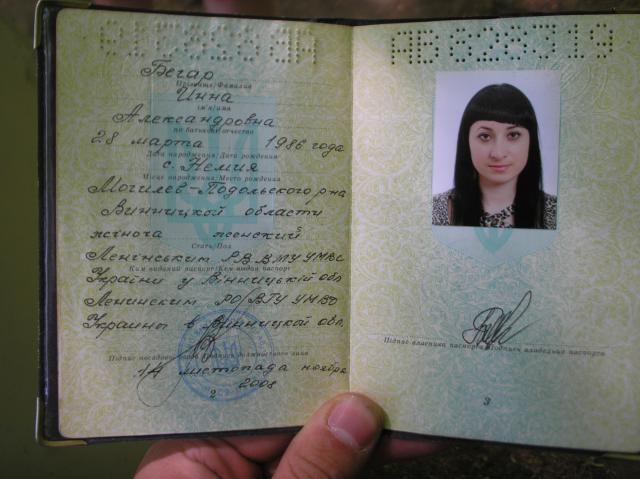 АВ628319
Бегар
Прізвище/Фамилия
Инна
Ім'я/имя
Александровна
по батькові/отчество
28 марта 1986 года
Дата народження/Дата рождения
с. Немия
Місце народження/Место рождения
Могилев-Подольского р-на
Винницкой области
жіноча женский
Стать/Пол
Ленінським РВ ВМУ УМВС
Ким виданий паспорт/Кем выдан паспорт
України у Вінницькій обл.
Ленинским РО/ВГУ УМВД
Украины в Винницкой обл.
Підпис посадової особи/Подпись должностного лица
14 листопада ноября
2008
2
АВ628319
Підпис власника паспорта/Подпись владельца паспорта
3